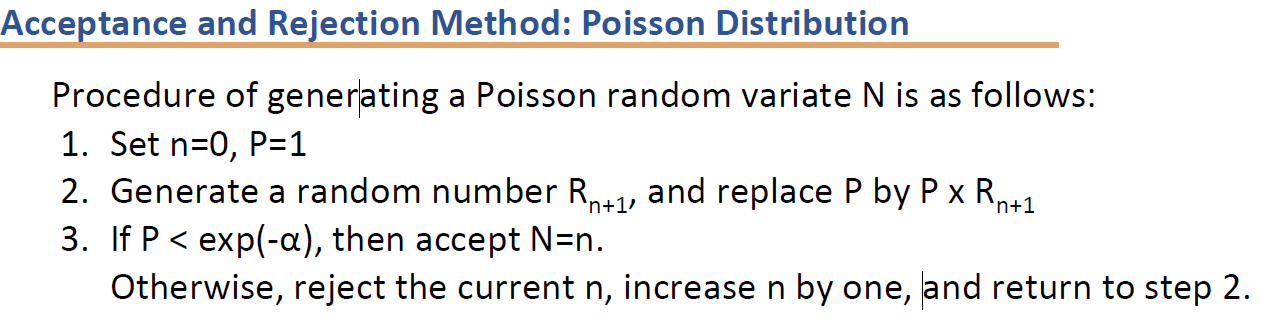 Acceptance and Rejection Method: Poisson Distribution
Procedure of generating a Poisson random variate N is as follows:
1. Set n=0, P=1
2. Generate a random number Rₙ₊₁, and replace P by P x Rₙ₊₁
3. If P < exp(-α), then accept N=n.
Otherwise, reject the current n, increase n by one, and return to step 2.